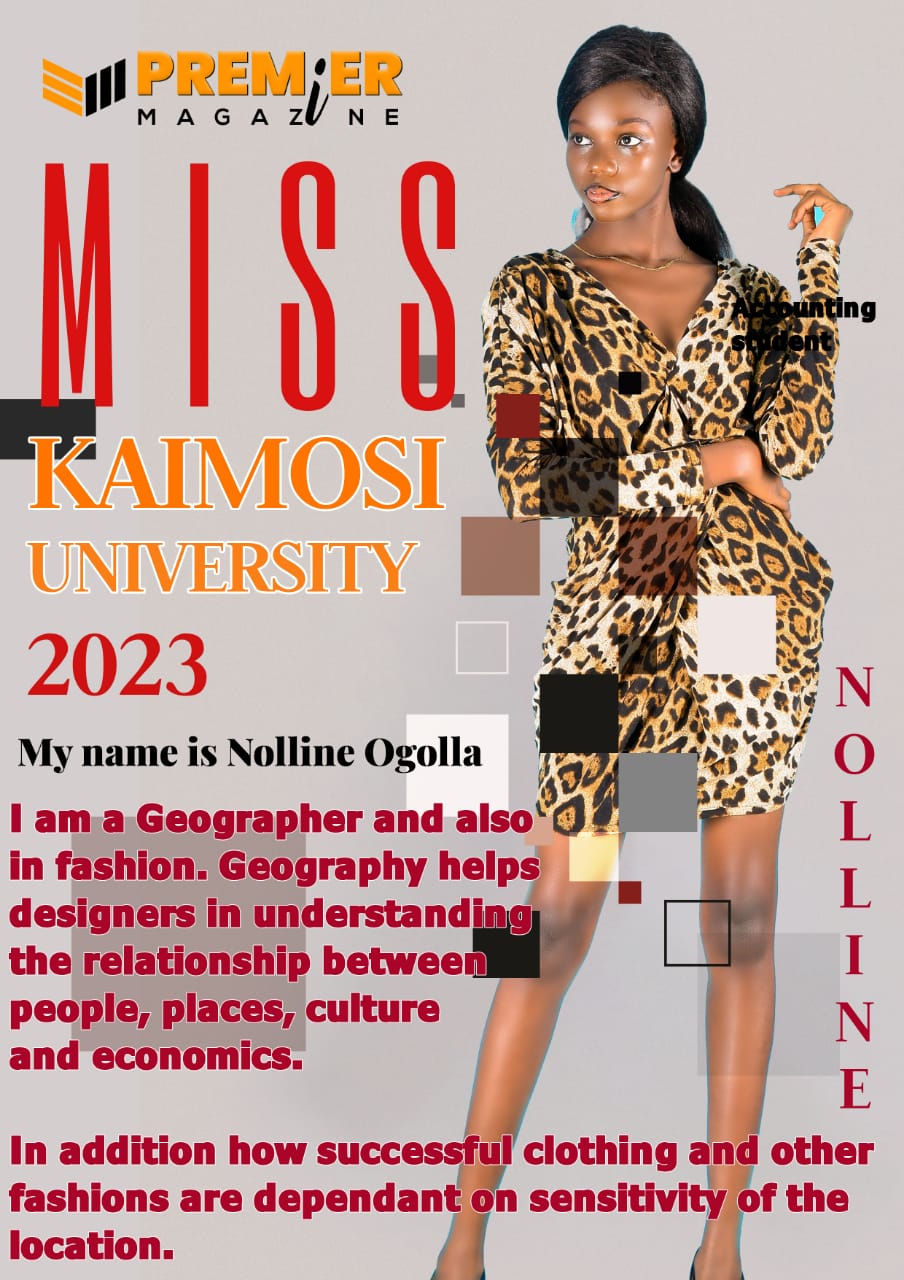 PREMiER
MAGAZiNE
MISS
KAIMOSI
UNIVERSITY
2023
My name is Nolline Ogolla
I am a Geographer and also
in fashion. Geography helps
designers in understanding
the relationship between
people, places, culture
and economics.
In addition how successful clothing and other
fashions are dependant on sensitivity of the
location.
Accounting
student
NOLLINE